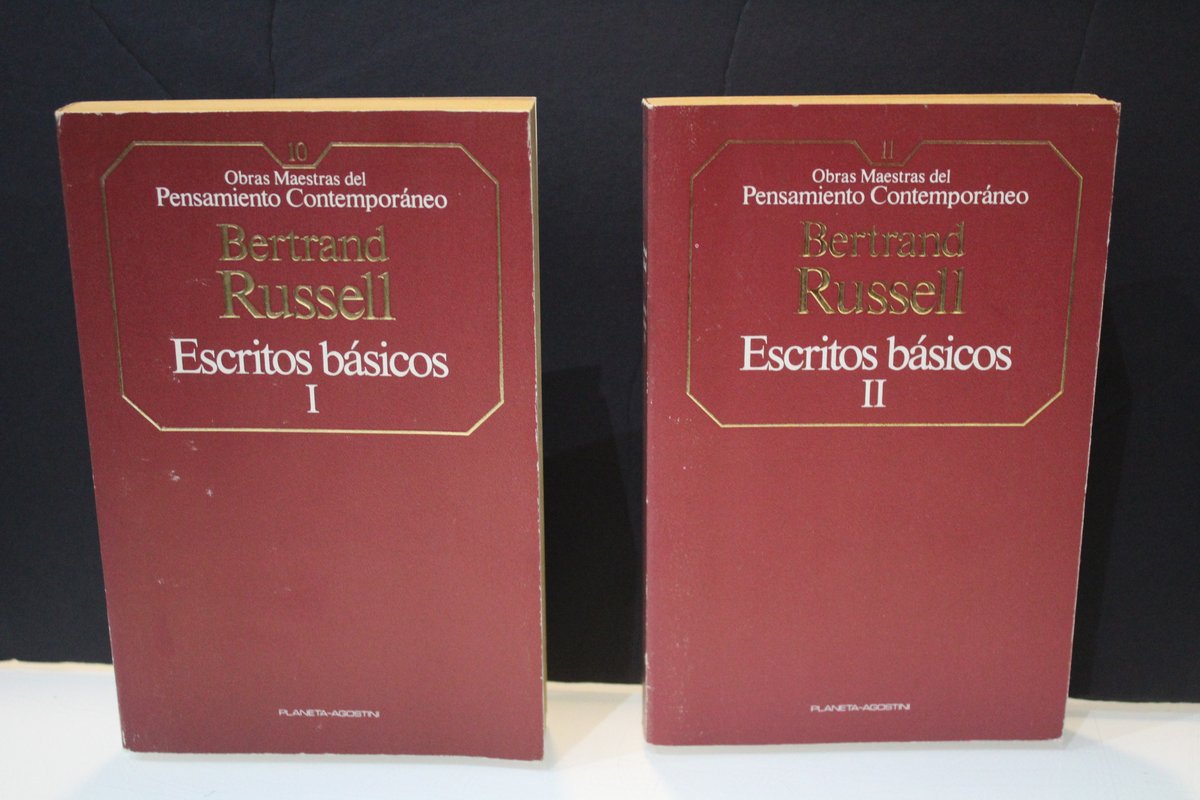 10
Obras Maestras del
Pensamiento Contemporáneo
Bertrand
Russell
Escritos básicos
I
PLANETA-AGOSTINI
11
Obras Maestras del
Pensamiento Contemporáneo
Bertrand
Russell
Escritos básicos
II
PLANETA-AGOSTINI